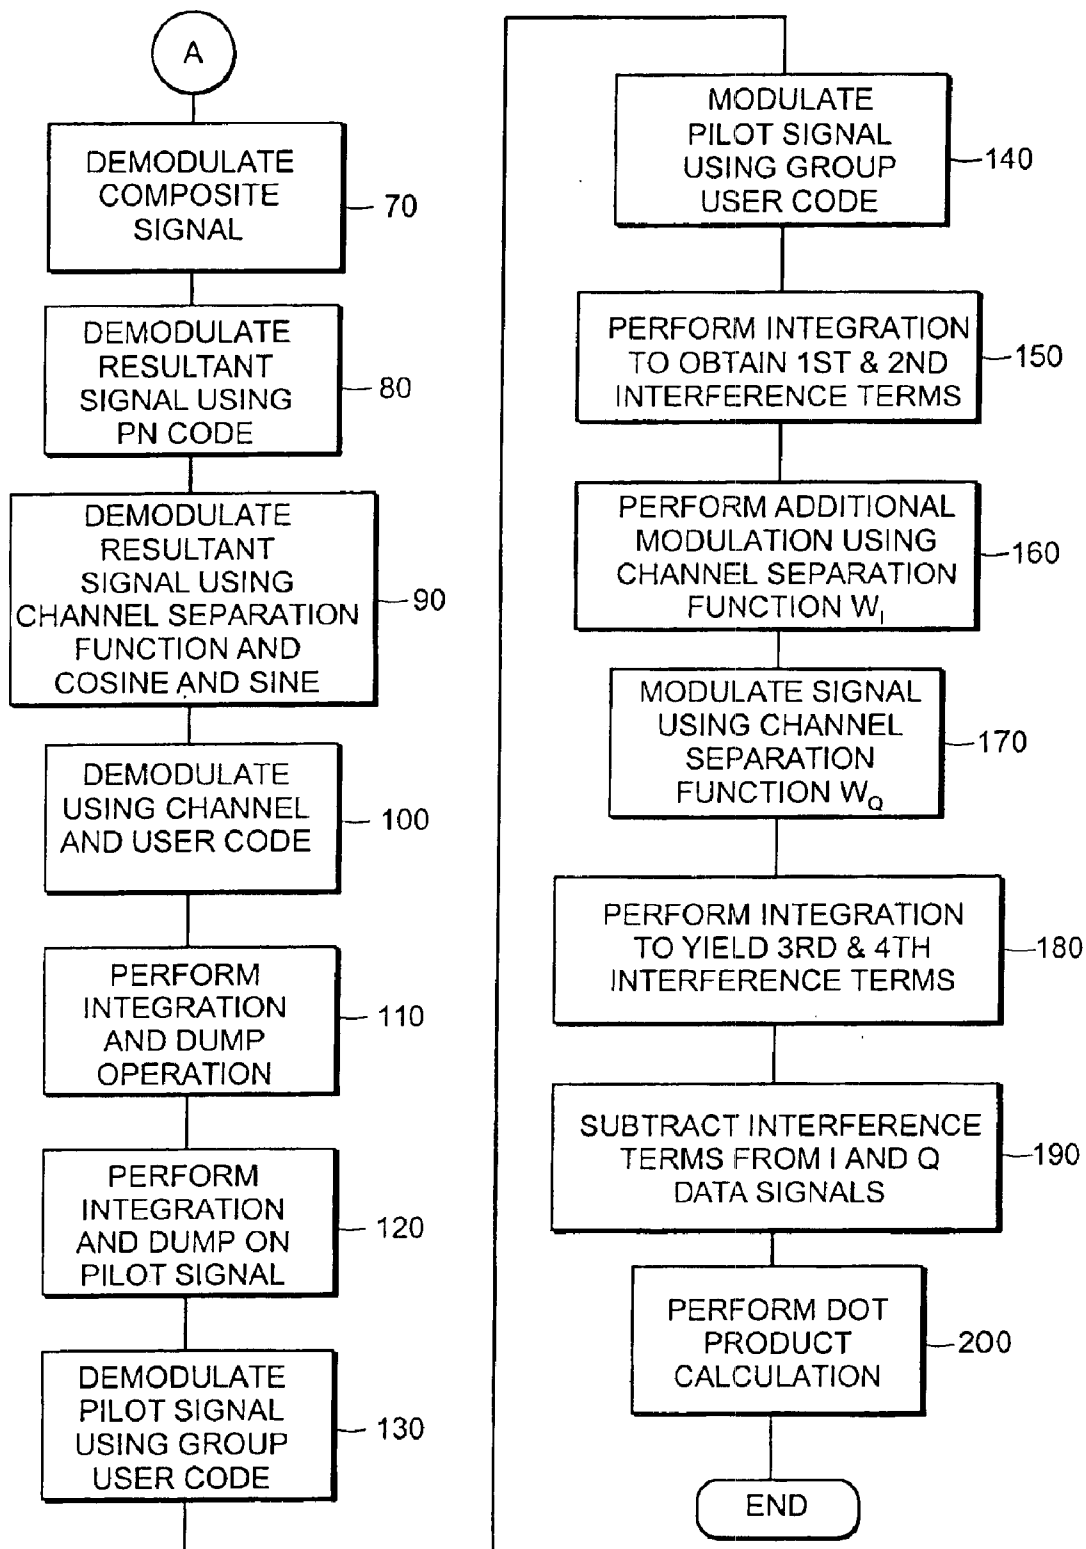 A
DEMODULATE
COMPOSITE
SIGNAL
70
DEMODULATE
RESULTANT
SIGNAL USING
PN CODE
80
DEMODULATE
RESULTANT
SIGNAL USING
CHANNEL SEPARATION
FUNCTION AND
COSINE AND SINE
90
DEMODULATE
USING CHANNEL
AND USER CODE
100
PERFORM
INTEGRATION
AND DUMP
OPERATION
110
PERFORM
INTEGRATION
AND DUMP ON
PILOT SIGNAL
120
DEMODULATE
PILOT SIGNAL
USING GROUP
USER CODE
130
MODULATE
PILOT SIGNAL
USING GROUP
USER CODE
140
PERFORM INTEGRATION
TO OBTAIN 1ST & 2ND
INTERFERENCE TERMS
150
PERFORM ADDITIONAL
MODULATION USING
CHANNEL SEPARATION
FUNCTION W_I
160
MODULATE SIGNAL
USING CHANNEL
SEPARATION
FUNCTION W_Q
170
PERFORM INTEGRATION
TO YIELD 3RD & 4TH
INTERFERENCE TERMS
180
SUBTRACT INTERFERENCE
TERMS FROM I AND Q
DATA SIGNALS
190
PERFORM DOT
PRODUCT
CALCULATION
200
END